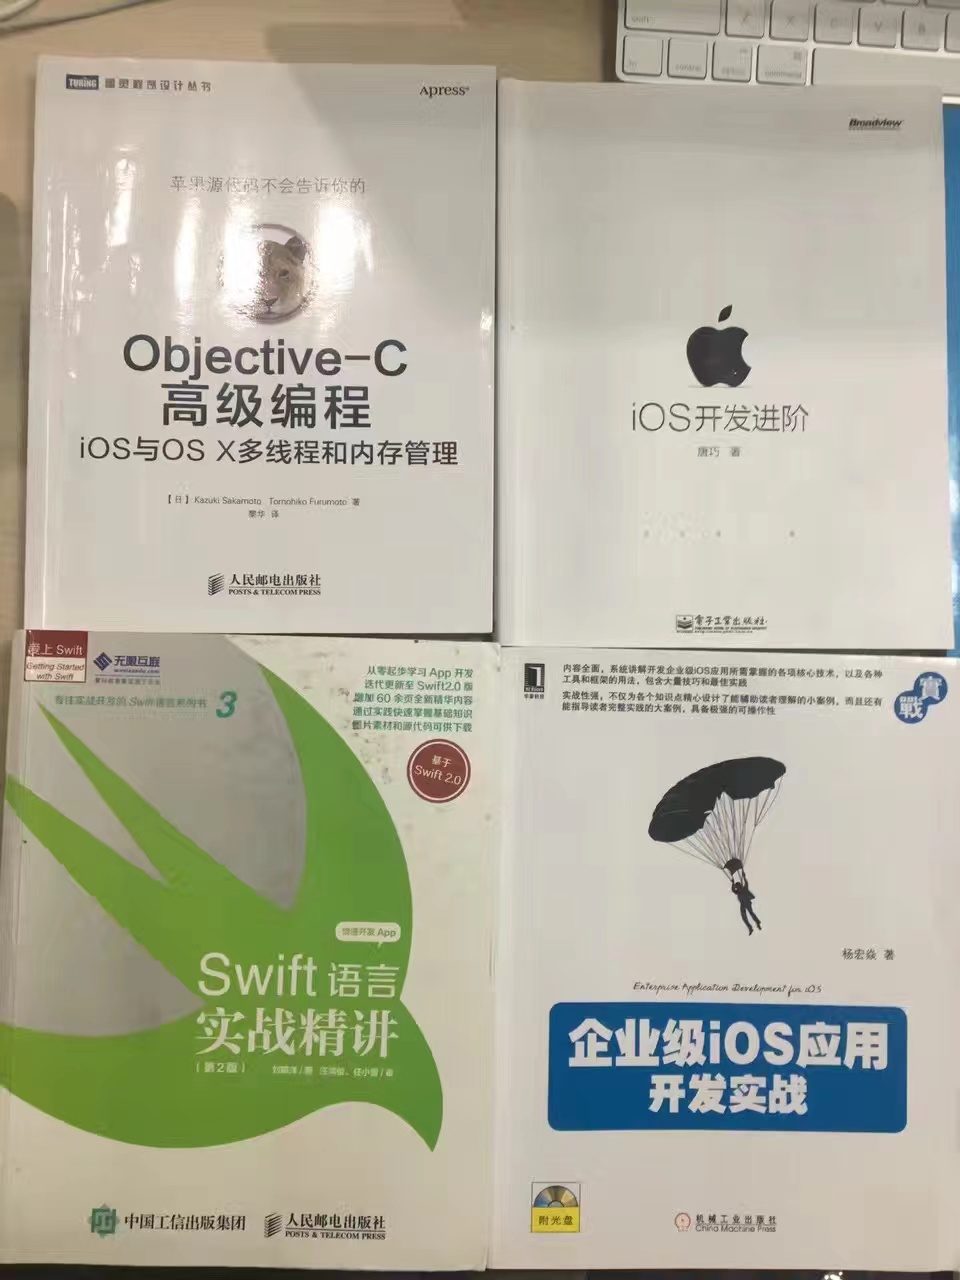 shift
Z
X
C
V
B
control
option
command
TURING 图灵程序设计丛书
Apress®
苹果源代码不会告诉你的
Objective-C
高级编程
iOS与OS X多线程和内存管理
【日】Kazuki Sakamoto Tomohiko Furumoto 著
黎华 译
人民邮电出版社
POSTS & TELECOM PRESS
Broadview
iOS开发进阶
唐巧 著
电子工业出版社
爱上 Swift
Getting Started
with Swift
无限互联
专注实战开发的Swift语言系列书 3
从零起步学习 App 开发
迭代更新至 Swift2.0 版
增加 60 余页全新精华内容
通过实践快速掌握基础知识
图片素材和源代码可供下载
基于
Swift 2.0
快速开发 App
Swift 语言
实战精讲
(第2版)
中国工信出版集团
人民邮电出版社
POSTS & TELECOM PRESS
内容全面,系统讲解开发企业级iOS应用所需掌握的各项核心技术,以及各种
工具和框架的用法,包含大量技巧和最佳实践
实战性强,不仅为各个知识点精心设计了能辅助读者理解的小案例,而且还有
能指导读者完整实践的大案例,具备极强的可操作性
實
戰
杨宏焱 著
Enterprise Application Development for iOS
企业级iOS应用
开发实战
附光盘
机械工业出版社
China Machine Press